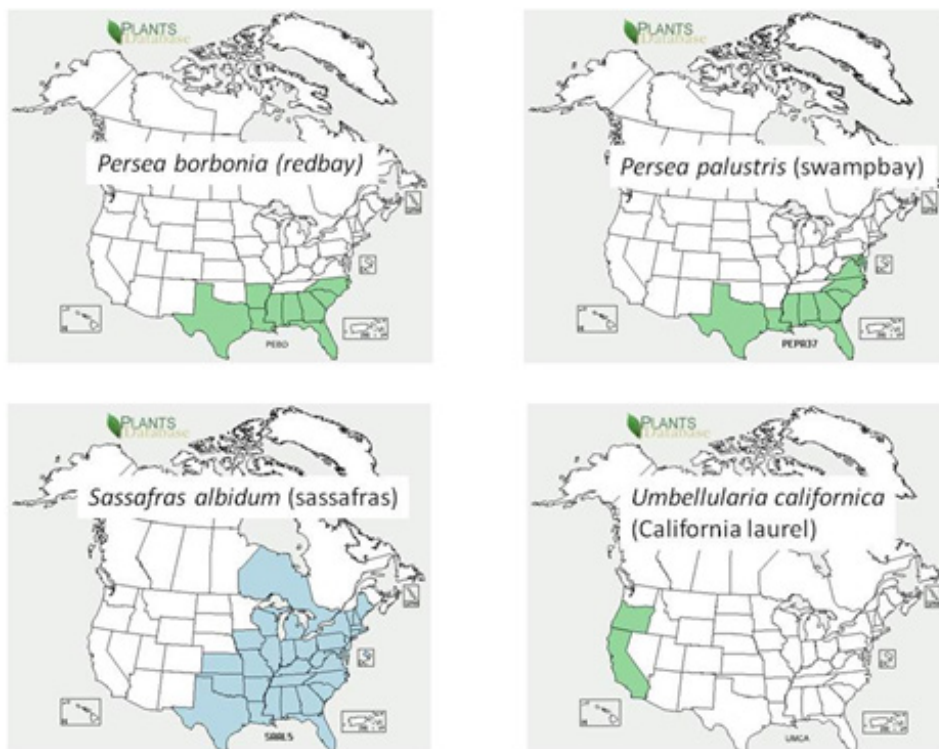 PLANTS
Database
Persea borbonia (redbay)
PEBO
PLANTS
Database
Persea palustris (swampbay)
PEPA37
PLANTS
Database
Sassafras albidum (sassafras)
SAAL5
PLANTS
Database
Umbellularia californica
(California laurel)
UMCA